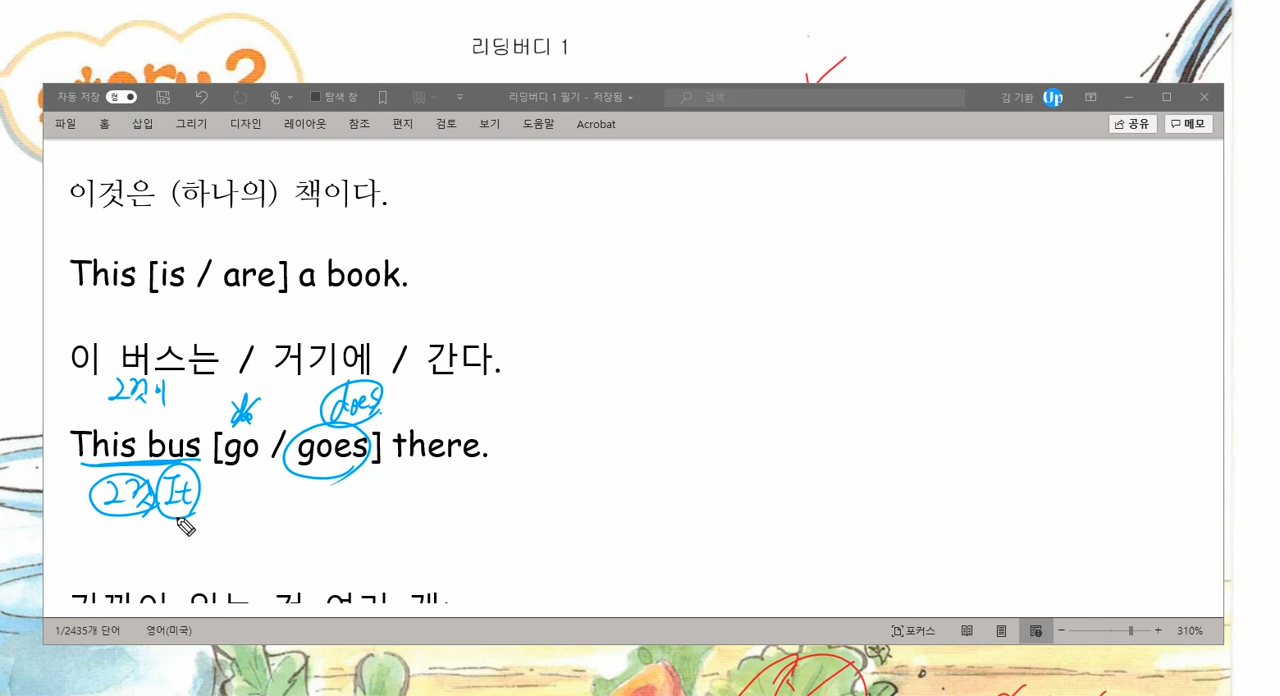 리딩버디 1
story 2
자동 저장 컴 탐색 창 리딩버디 1 필기 - 저장됨 검색 김 기환 Up
파일 홈 삽입 그리기 디자인 레이아웃 참조 편지 검토 보기 도움말 Acrobat 공유 메모
이것은 (하나의) 책이다.
This [is / are] a book.
이 버스는 / 거기에 / 간다.
그것이
does
This bus [go / goes] there.
그것 It
1/2435개 단어 영어(미국) 포커스 310%